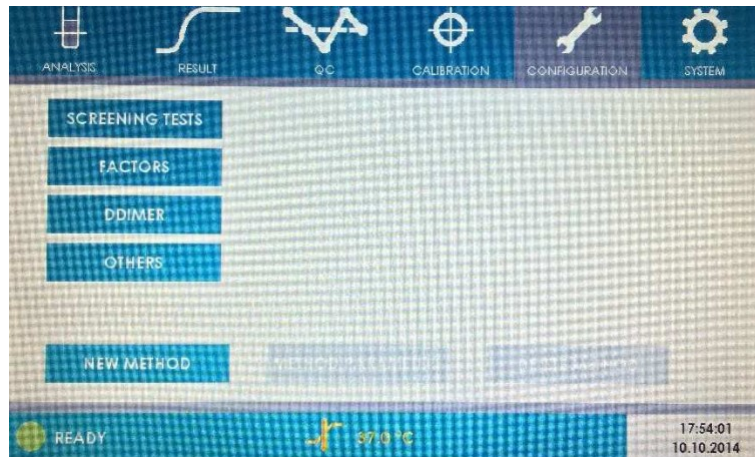 ANALYSIS RESULT QC CALIBRATION CONFIGURATION SYSTEM
SCREENING TESTS
FACTORS
DDIMER
OTHERS
NEW METHOD
READY 37.0 °C 17:54:01
10.10.2014